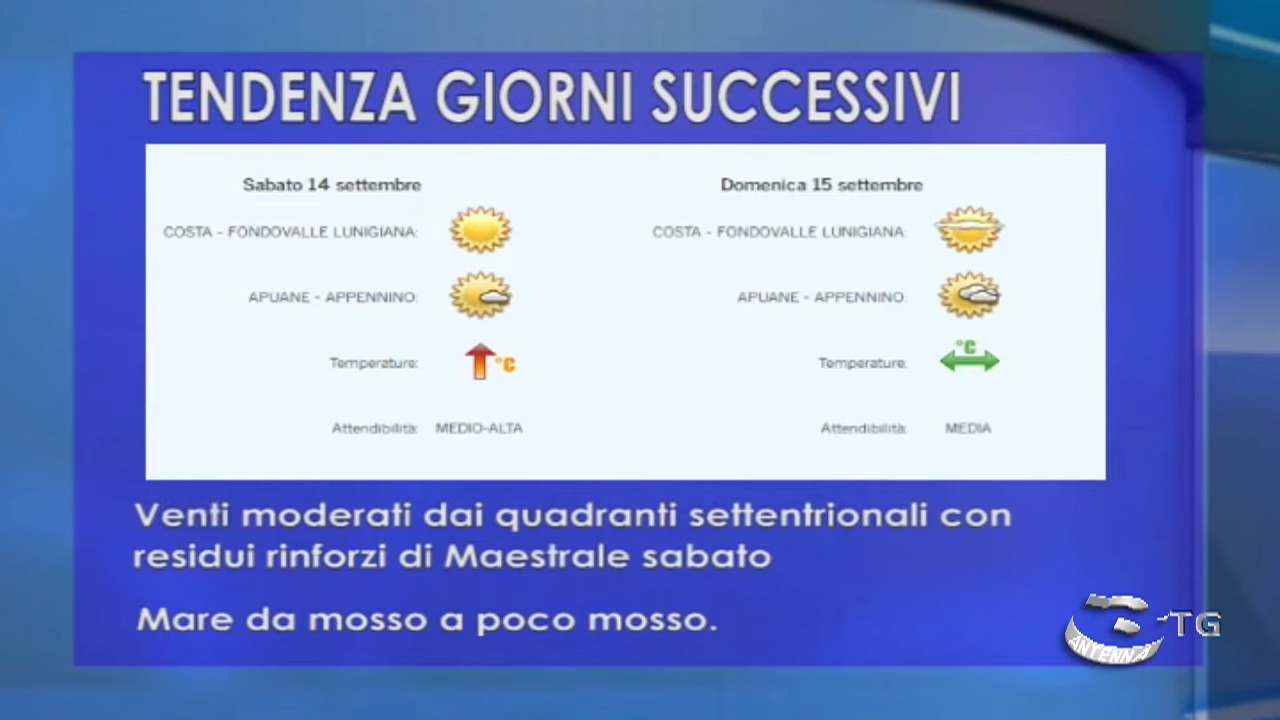 TENDENZA GIORNI SUCCESSIVI
Sabato 14 settembre
COSTA - FONDOVALLE LUNIGIANA:
APUANE - APPENNINO:
Temperature: °C
Attendibilità: MEDIO-ALTA
Domenica 15 settembre
COSTA - FONDOVALLE LUNIGIANA:
APUANE - APPENNINO:
Temperature: °C
Attendibilità: MEDIA
Venti moderati dai quadranti settentrionali con
residui rinforzi di Maestrale sabato
Mare da mosso a poco mosso.
3 TG
ANTENNA